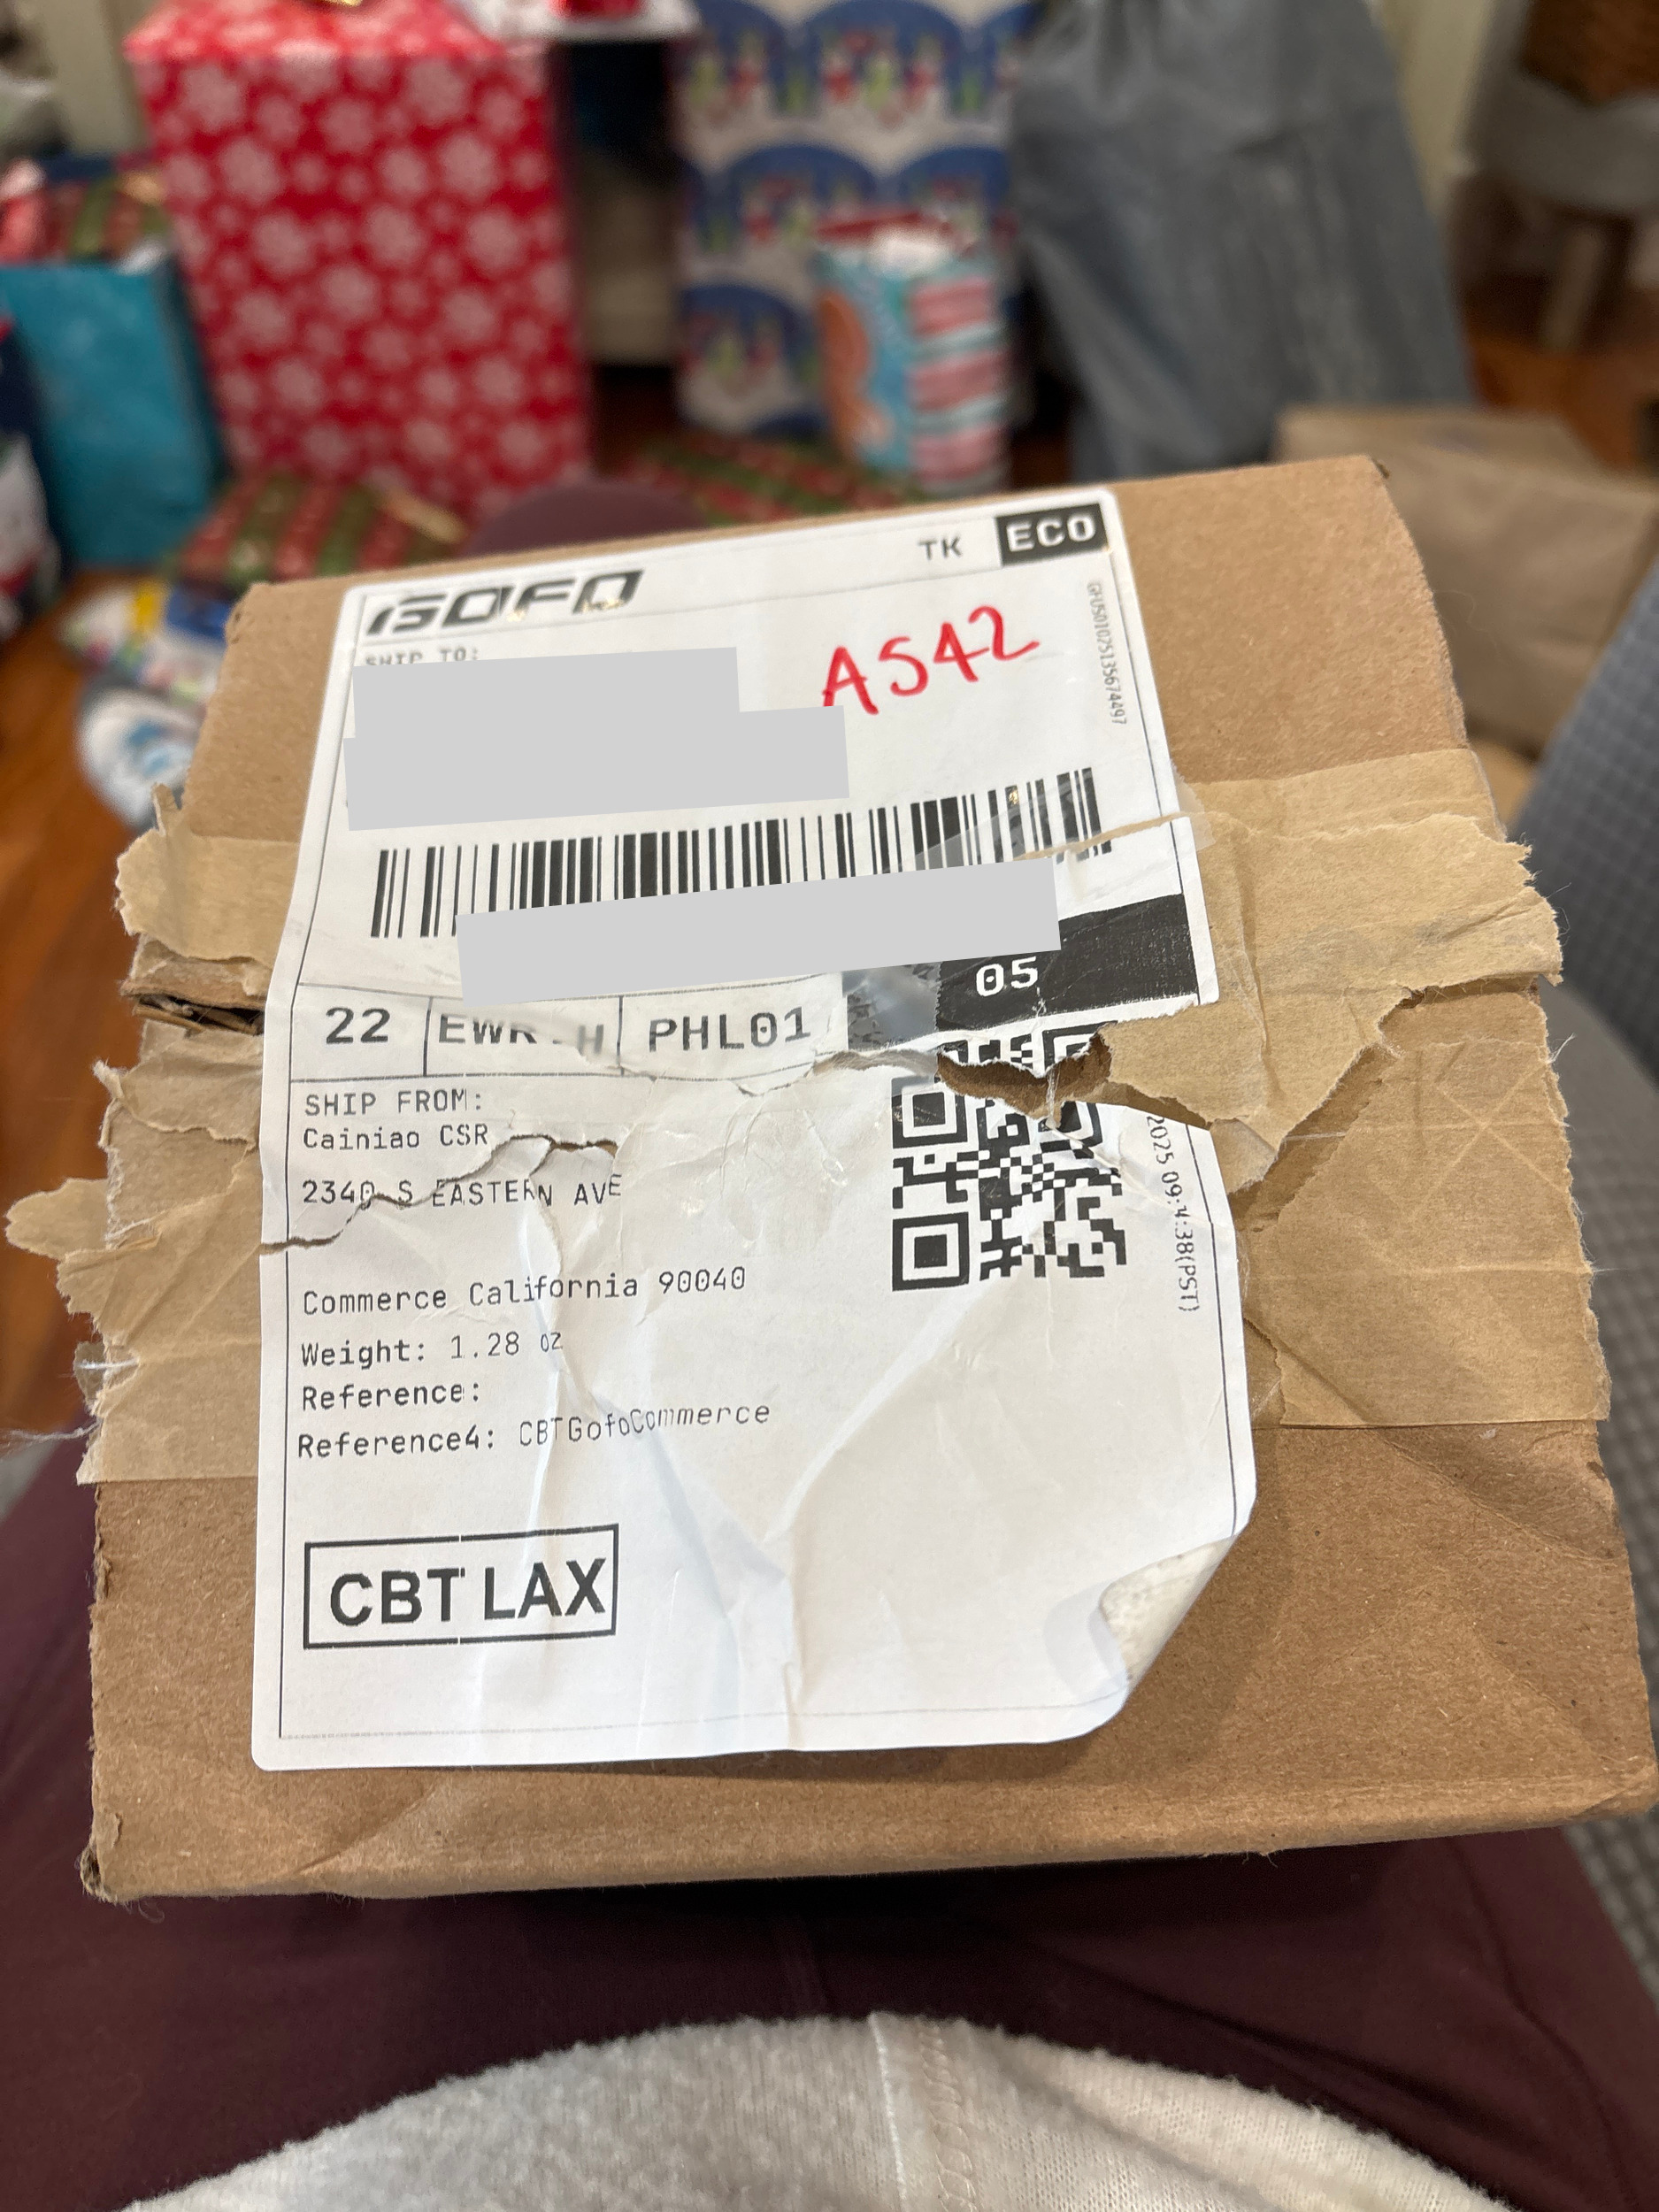 GOFO
TK
ECO
SHIP TO:
A542
05
22
PHL01
SHIP FROM:
Cainiao CSR
2340 S EASTERN AVE
Commerce California 90040
Weight: 1.28 oz
Reference:
Reference4: CBTGofoCommerce
CBT LAX